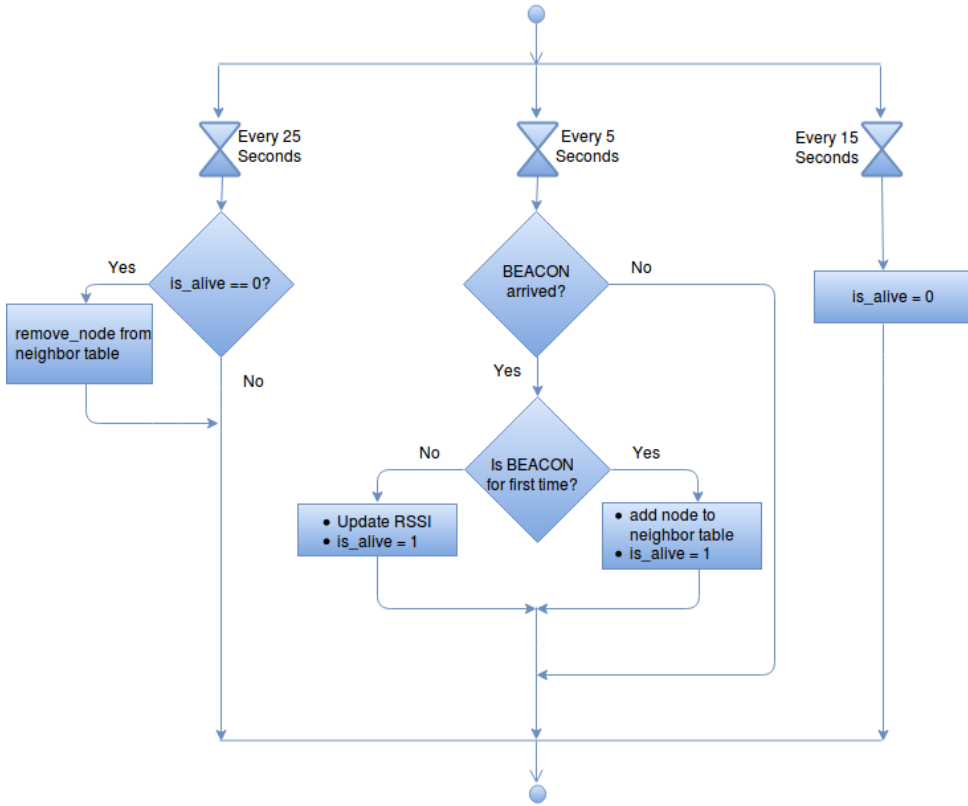 Every 25
Seconds
Every 5
Seconds
Every 15
Seconds
Yes
is_alive == 0?
BEACON
arrived?
No
is_alive = 0
remove_node from
neighbor table
No
Yes
No
Is BEACON
for first time?
Yes
• Update RSSI
• is_alive = 1
• add node to
neighbor table
• is_alive = 1